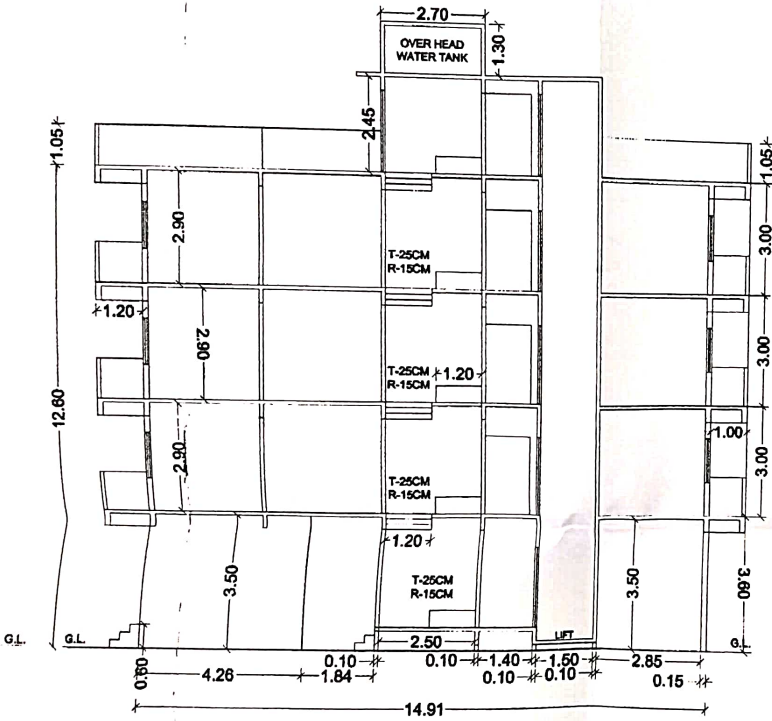 2.70
OVER HEAD
WATER TANK
1.30
2.45
1.05
1.05
2.90
3.00
T-25CM
R-15CM
1.20
2.90
3.00
T-25CM
R-15CM
1.20
12.60
1.00
2.90
3.00
T-25CM
R-15CM
1.20
3.50
T-25CM
R-15CM
3.50
3.60
G.L.
G.L.
LIFT
G.L.
0.60
2.50
0.10
0.10
1.40
1.60
2.85
4.26
1.84
0.10
0.10
0.15
14.91